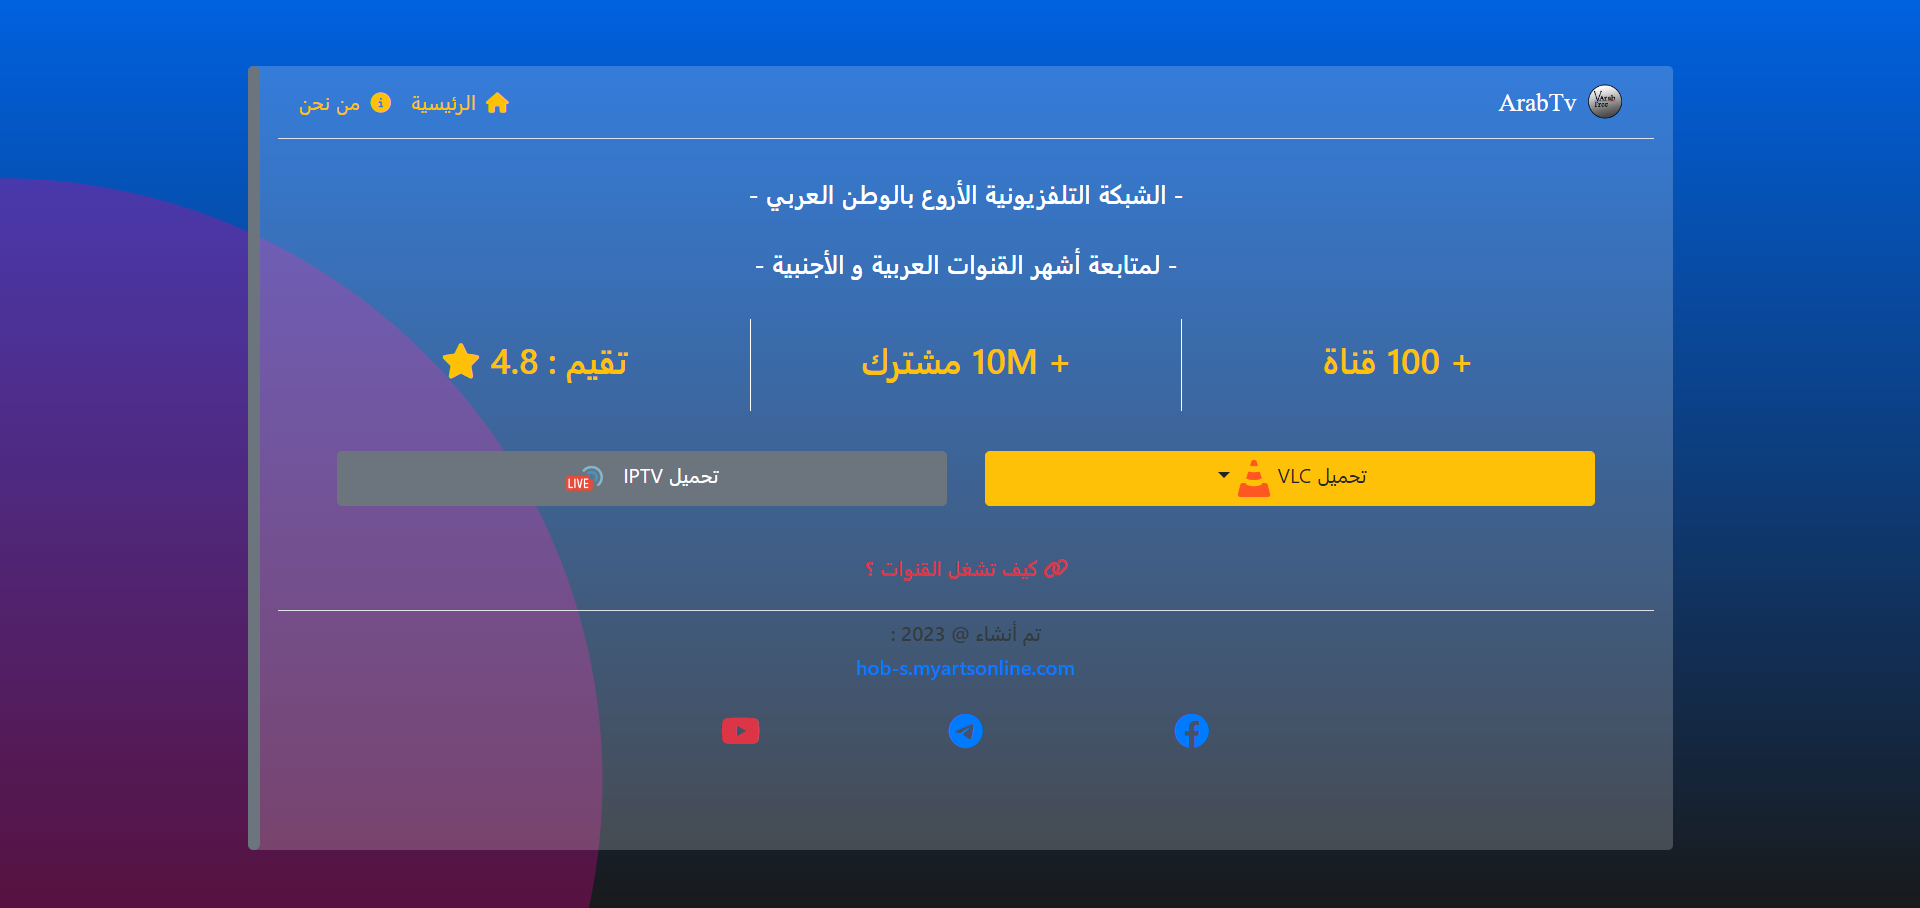 ArabTv
الرئيسية
من نحن
- الشبكة التلفزيونية الأروع بالوطن العربي -
- لمتابعة أشهر القنوات العربية و الأجنبية -
+ 100 قناة
+ 10M مشترك
تقيم : 4.8
تحميل VLC
تحميل IPTV
LIVE
كيف تشغل القنوات ؟
تم أنشاء @ 2023 :
hob-s.myartsonline.com